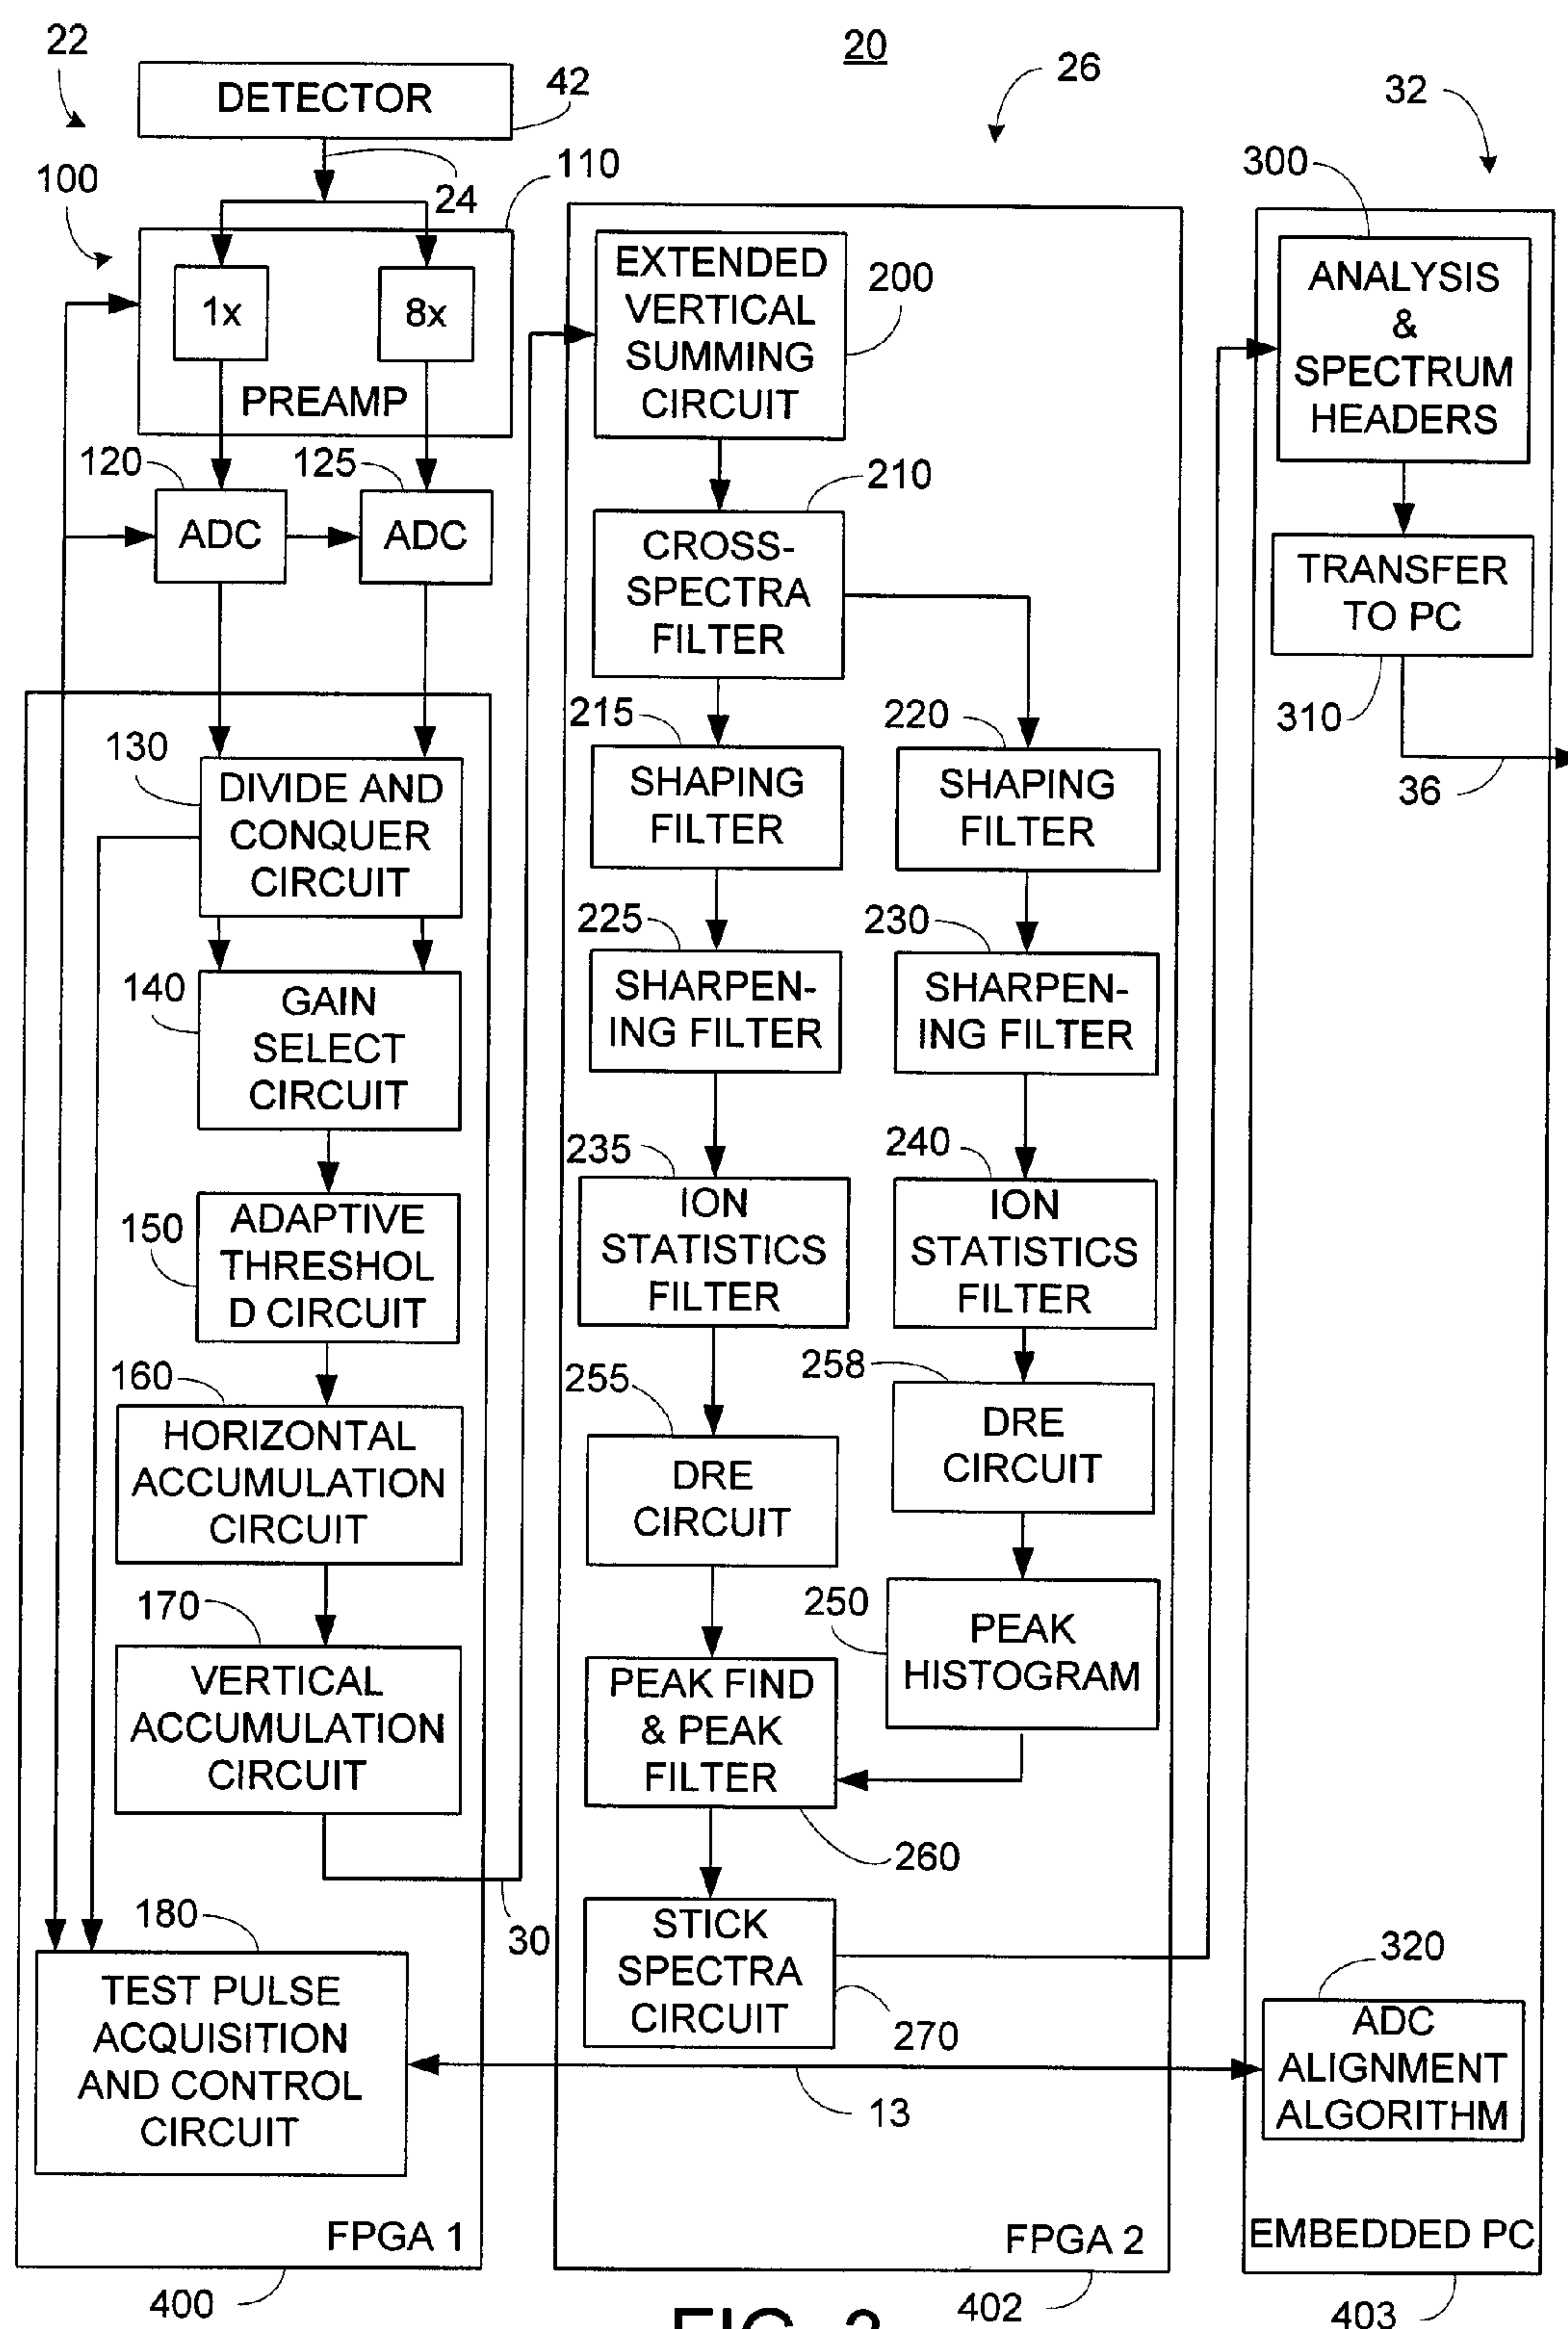 22
20
26
32
DETECTOR
42
24
100
110
1x
8x
PREAMP
120
125
ADC
ADC
130
DIVIDE AND
CONQUER
CIRCUIT
140
GAIN
SELECT
CIRCUIT
150
ADAPTIVE
THRESHOL
D CIRCUIT
160
HORIZONTAL
ACCUMULATION
CIRCUIT
170
VERTICAL
ACCUMULATION
CIRCUIT
30
180
TEST PULSE
ACQUISITION
AND CONTROL
CIRCUIT
FPGA 1
400
EXTENDED
VERTICAL
SUMMING
CIRCUIT
200
210
CROSS-
SPECTRA
FILTER
215
SHAPING
FILTER
220
SHAPING
FILTER
225
SHARPEN-
ING FILTER
230
SHARPEN-
ING FILTER
235
ION
STATISTICS
FILTER
240
ION
STATISTICS
FILTER
255
DRE
CIRCUIT
258
DRE
CIRCUIT
250
PEAK
HISTOGRAM
PEAK FIND
& PEAK
FILTER
260
STICK
SPECTRA
CIRCUIT
270
13
FPGA 2
402
300
ANALYSIS
&
SPECTRUM
HEADERS
TRANSFER
TO PC
310
36
320
ADC
ALIGNMENT
ALGORITHM
EMBEDDED PC
403